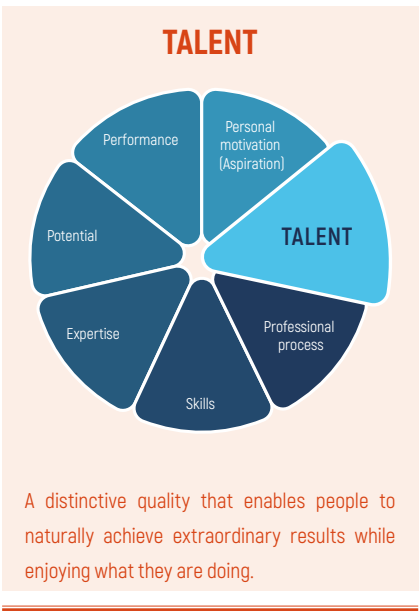 TALENT
Personal
motivation
(Aspiration)
TALENT
Professional
process
Skills
Expertise
Potential
Performance
A distinctive quality that enables people to
naturally achieve extraordinary results while
enjoying what they are doing.